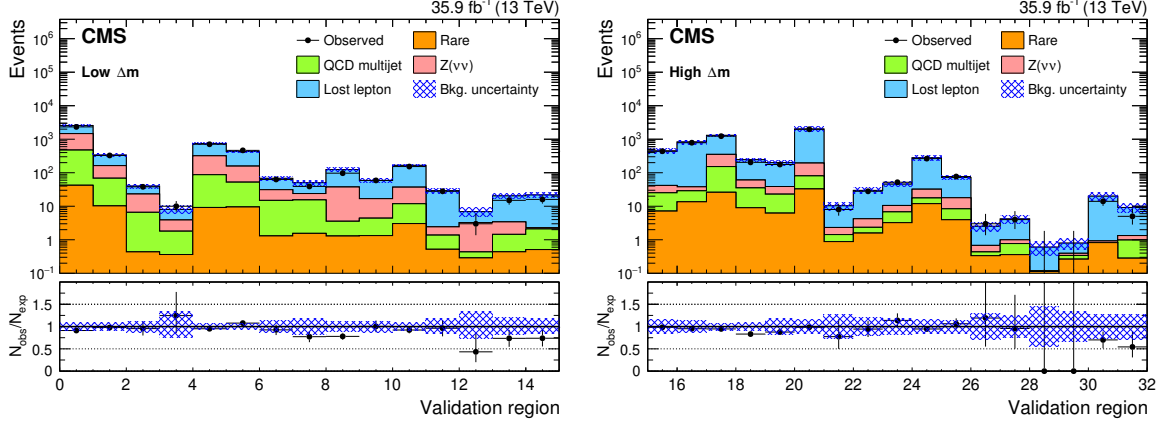 35.9 fb⁻¹ (13 TeV)
Events
10⁶
10⁵
10⁴
10³
10²
10
1
10⁻¹
CMS
Low Δm
Observed
Rare
QCD multijet
Z(νν)
Lost lepton
Bkg. uncertainty
N_obs/N_exp
1.5
1
0.5
0
0 2 4 6 8 10 12 14
Validation region
35.9 fb⁻¹ (13 TeV)
Events
10⁶
10⁵
10⁴
10³
10²
10
1
10⁻¹
CMS
High Δm
Observed
Rare
QCD multijet
Z(νν)
Lost lepton
Bkg. uncertainty
N_obs/N_exp
1.5
1
0.5
0
16 18 20 22 24 26 28 30 32
Validation region